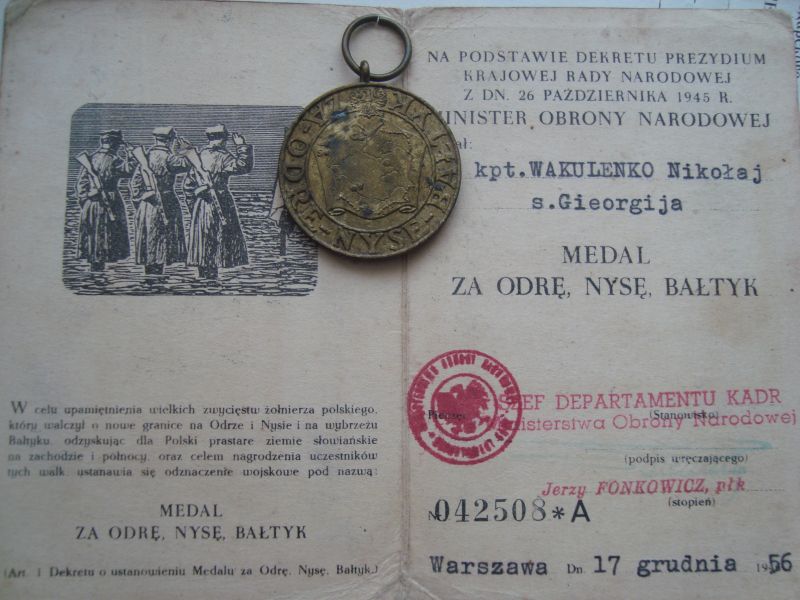 W celu upamiętnienia wielkich zwycięstw żołnierza polskiego,
który walczył o nowe granice na Odrze i Nysie i na wybrzeżu
Bałtyku, odzyskując dla Polski prastare ziemie słowiańskie
na zachodzie i północy, oraz celem nagrodzenia uczestników
tych walk, ustanawia się odznaczenie wojskowe pod nazwą:
MEDAL
ZA ODRĘ, NYSĘ, BAŁTYK
(Art. 1 Dekretu o ustanowieniu Medalu za Odrę, Nysę, Bałtyk.)
ZA·ODRE·NYSE·BAŁTYK
NA PODSTAWIE DEKRETU PREZYDIUM
KRAJOWEJ RADY NARODOWEJ
Z DN. 26 PAŹDZIERNIKA 1945 R.
MINISTER OBRONY NARODOWEJ
kpt.WAKULENKO Nikołaj
s.Gieorgija
MEDAL
ZA ODRĘ, NYSĘ, BAŁTYK
SZEF DEPARTAMENTU KADR
Pieczęć (Stanowisko)
Ministerstwa Obrony Narodowej
(podpis wręczającego)
Jerzy FONKOWICZ, płk
(stopień)
N 042508*A
Warszawa Dn. 17 grudnia 1956